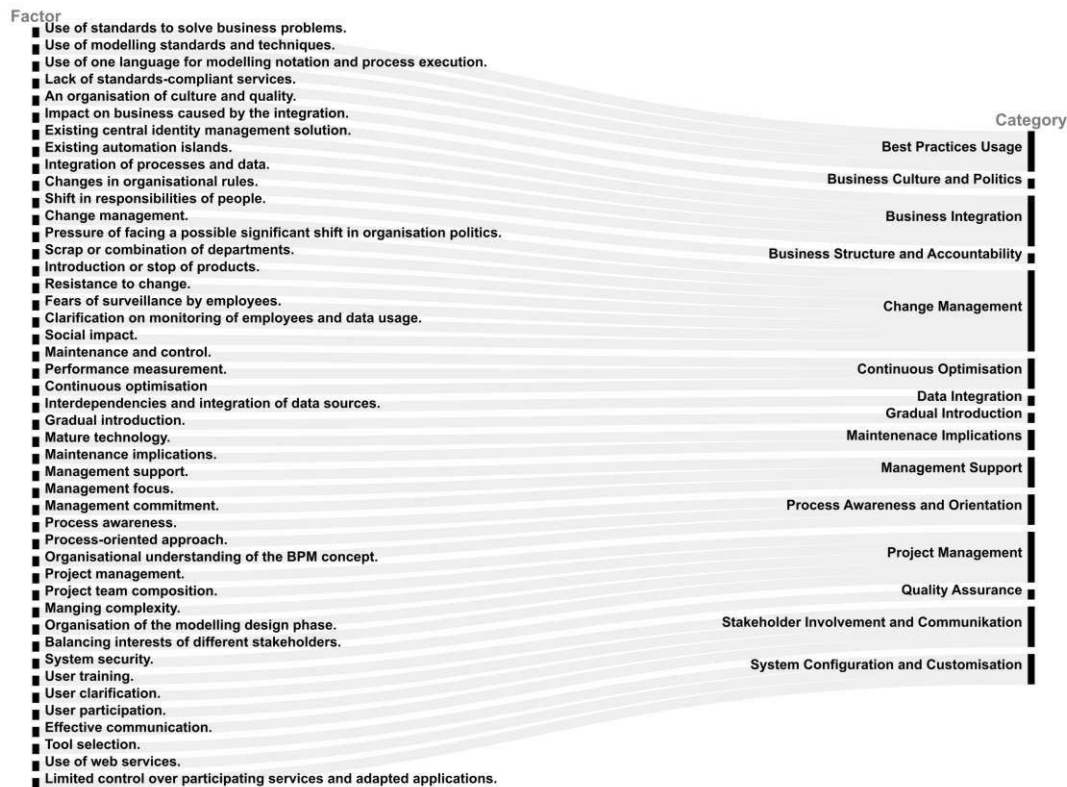 Factor
Use of standards to solve business problems.
Use of modelling standards and techniques.
Use of one language for modelling notation and process execution.
Lack of standards-compliant services.
An organisation of culture and quality.
Impact on business caused by the integration.
Existing central identity management solution.
Existing automation islands.
Integration of processes and data.
Changes in organisational rules.
Shift in responsibilities of people.
Change management.
Pressure of facing a possible significant shift in organisation politics.
Scrap or combination of departments.
Introduction or stop of products.
Resistance to change.
Fears of surveillance by employees.
Clarification on monitoring of employees and data usage.
Social impact.
Maintenance and control.
Performance measurement.
Continuous optimisation
Interdependencies and integration of data sources.
Gradual introduction.
Mature technology.
Maintenance implications.
Management support.
Management focus.
Management commitment.
Process awareness.
Process-oriented approach.
Organisational understanding of the BPM concept.
Project management.
Project team composition.
Manging complexity.
Organisation of the modelling design phase.
Balancing interests of different stakeholders.
System security.
User training.
User clarification.
User participation.
Effective communication.
Tool selection.
Use of web services.
Limited control over participating services and adapted applications.
Category
Best Practices Usage
Business Culture and Politics
Business Integration
Business Structure and Accountability
Change Management
Continuous Optimisation
Data Integration
Gradual Introduction
Maintenenace Implications
Management Support
Process Awareness and Orientation
Project Management
Quality Assurance
Stakeholder Involvement and Communikation
System Configuration and Customisation